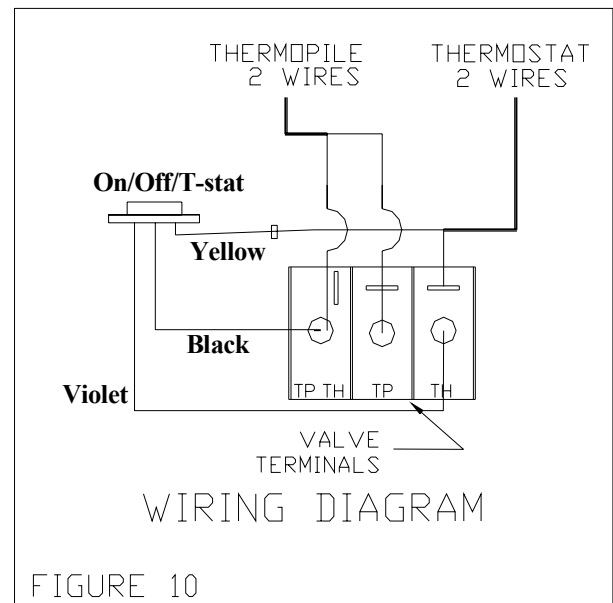 THERMOPILE
2 WIRES
THERMOSTAT
2 WIRES
On/Off/T-stat
Yellow
Black
Violet
TP TH
TP
TH
VALVE
TERMINALS
WIRING DIAGRAM
FIGURE 10